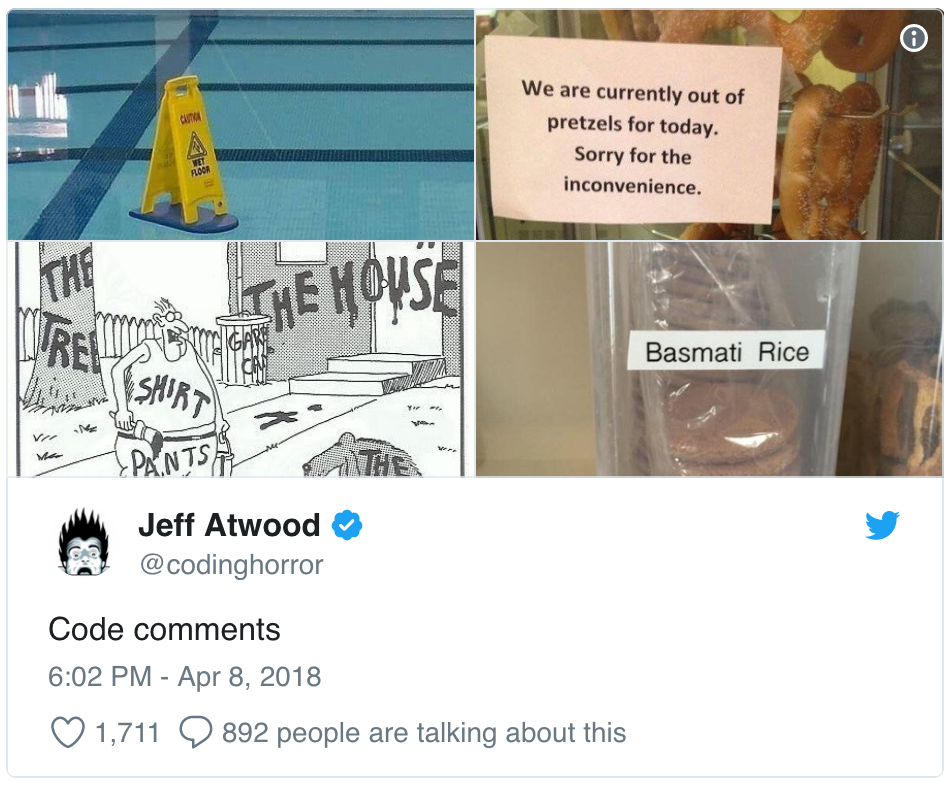 CAUTION
WET
FLOOR
We are currently out of
pretzels for today.
Sorry for the
inconvenience.
THE
TREE
THE HOUSE
SHIRT
PANTS
THE
Basmati Rice
Jeff Atwood
@codinghorror
Code comments
6:02 PM - Apr 8, 2018
1,711 892 people are talking about this